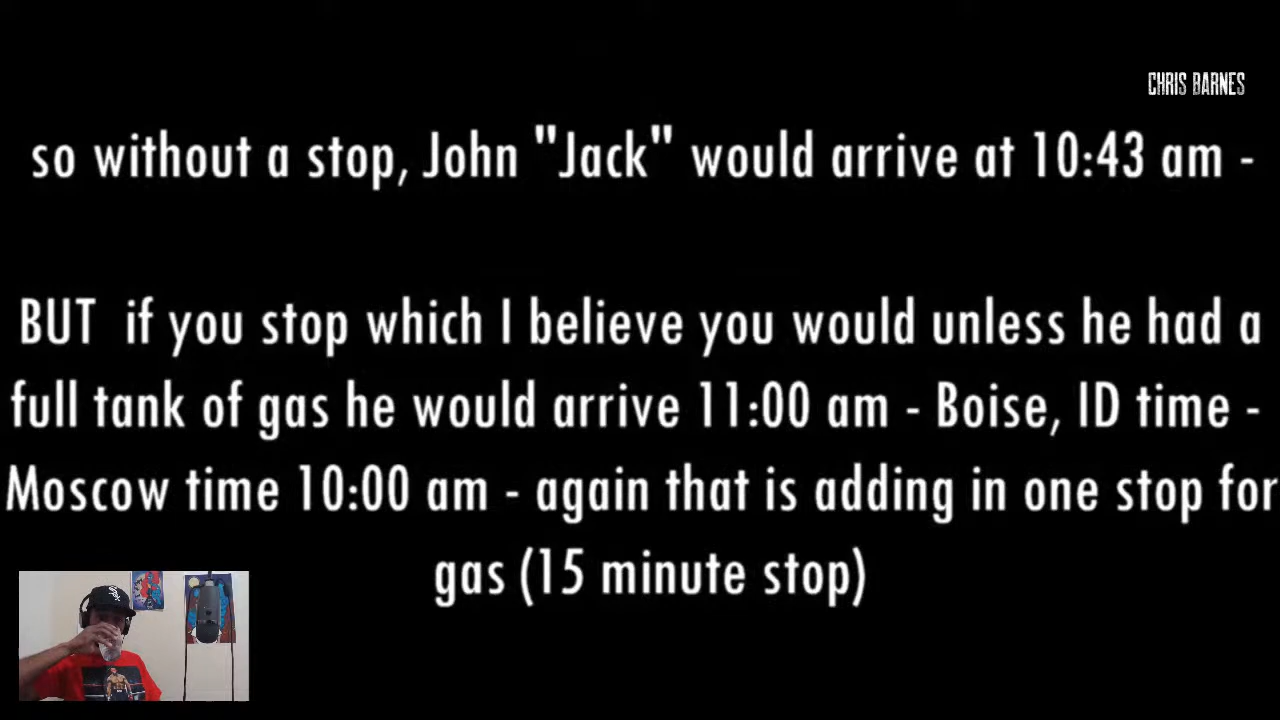 CHRIS BARNES
so without a stop, John "Jack" would arrive at 10:43 am -
BUT if you stop which I believe you would unless he had a
full tank of gas he would arrive 11:00 am - Boise, ID time -
Moscow time 10:00 am - again that is adding in one stop for
gas (15 minute stop)